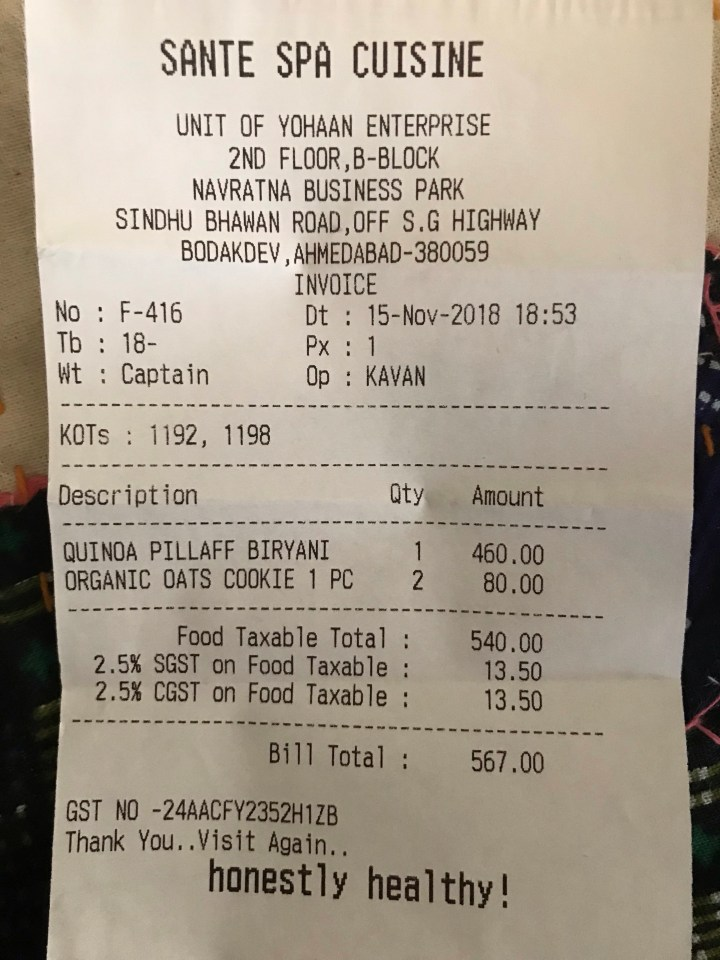 SANTE SPA CUISINE
UNIT OF YOHAAN ENTERPRISE
2ND FLOOR,B-BLOCK
NAVRATNA BUSINESS PARK
SINDHU BHAWAN ROAD,OFF S.G HIGHWAY
BODAKDEV,AHMEDABAD-380059
INVOICE
No : F-416 Dt : 15-Nov-2018 18:53
Tb : 18- Px : 1
Wt : Captain Op : KAVAN
KOTs : 1192, 1198
Description Qty Amount
QUINOA PILLAFF BIRYANI 1 460.00
ORGANIC OATS COOKIE 1 PC 2 80.00
Food Taxable Total : 540.00
2.5% SGST on Food Taxable : 13.50
2.5% CGST on Food Taxable : 13.50
Bill Total : 567.00
GST NO -24AACFY2352H1ZB
Thank You..Visit Again..
honestly healthy!